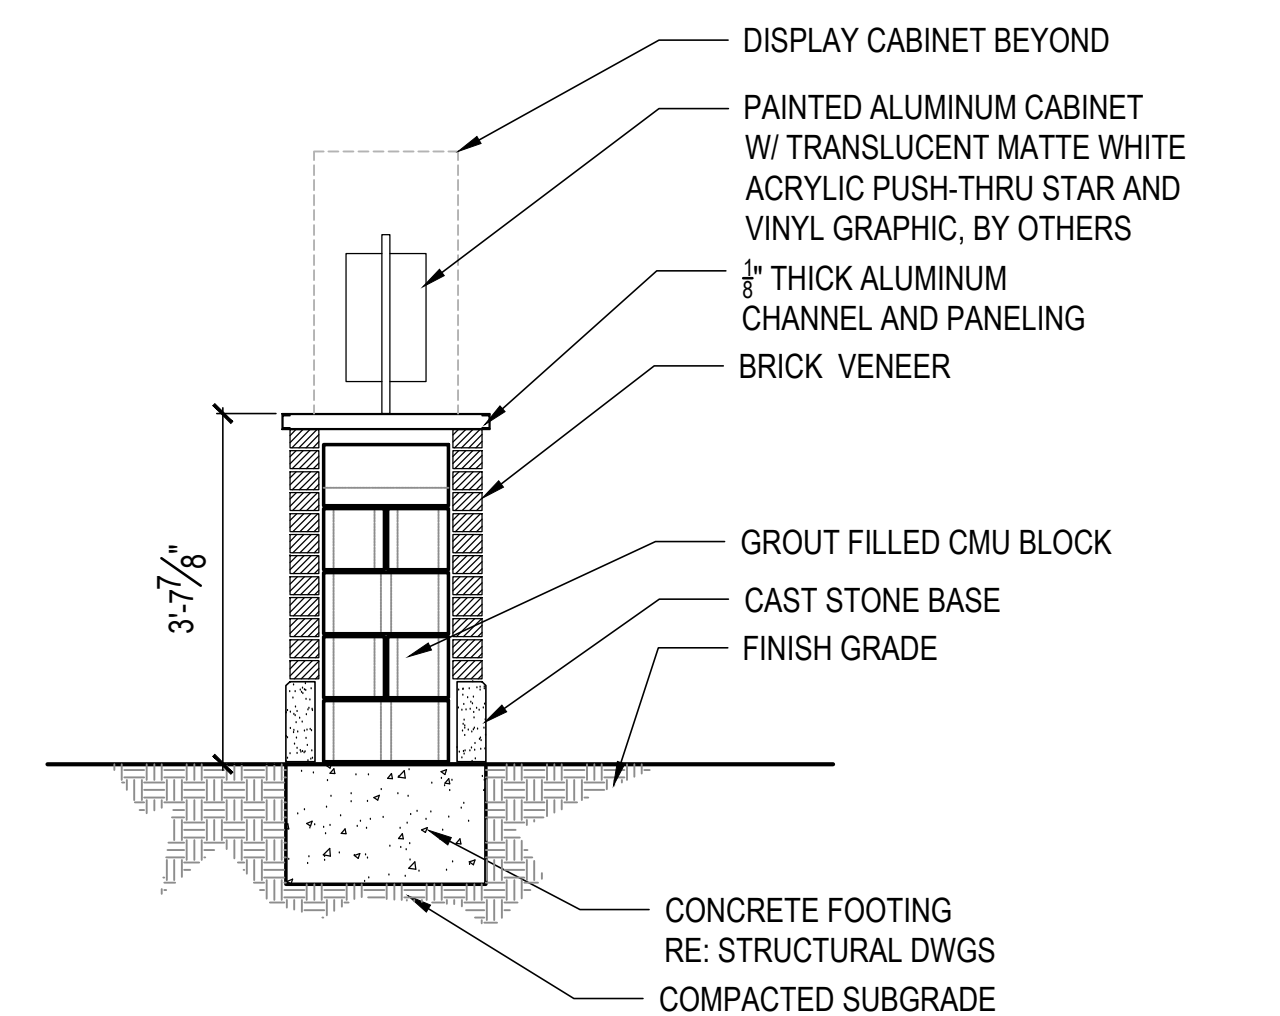 DISPLAY CABINET BEYOND
PAINTED ALUMINUM CABINET
W/ TRANSLUCENT MATTE WHITE
ACRYLIC PUSH-THRU STAR AND
VINYL GRAPHIC, BY OTHERS
1/8" THICK ALUMINUM
CHANNEL AND PANELING
BRICK VENEER
3'-7 7/8"
GROUT FILLED CMU BLOCK
CAST STONE BASE
FINISH GRADE
CONCRETE FOOTING
RE: STRUCTURAL DWGS
COMPACTED SUBGRADE